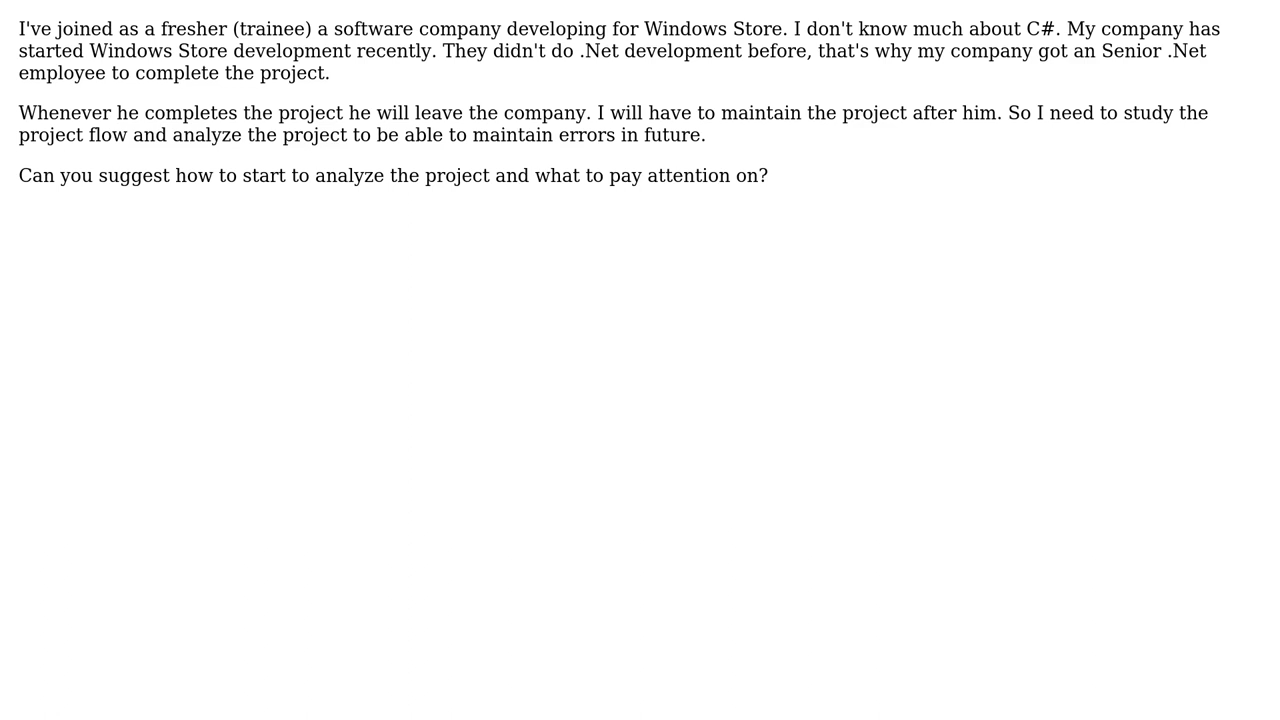 I've joined as a fresher (trainee) a software company developing for Windows Store. I don't know much about C#. My company has
started Windows Store development recently. They didn't do .Net development before, that's why my company got an Senior .Net
employee to complete the project.
Whenever he completes the project he will leave the company. I will have to maintain the project after him. So I need to study the
project flow and analyze the project to be able to maintain errors in future.
Can you suggest how to start to analyze the project and what to pay attention on?